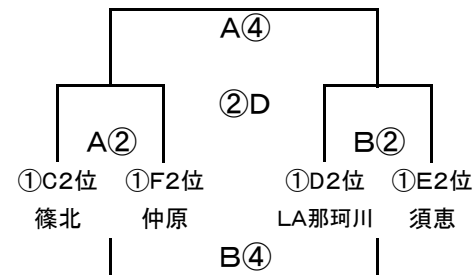 A④
②D
A② B②
①C2位 ①F2位 ①D2位 ①E2位
篠北 仲原 LA那珂川 須恵
B④